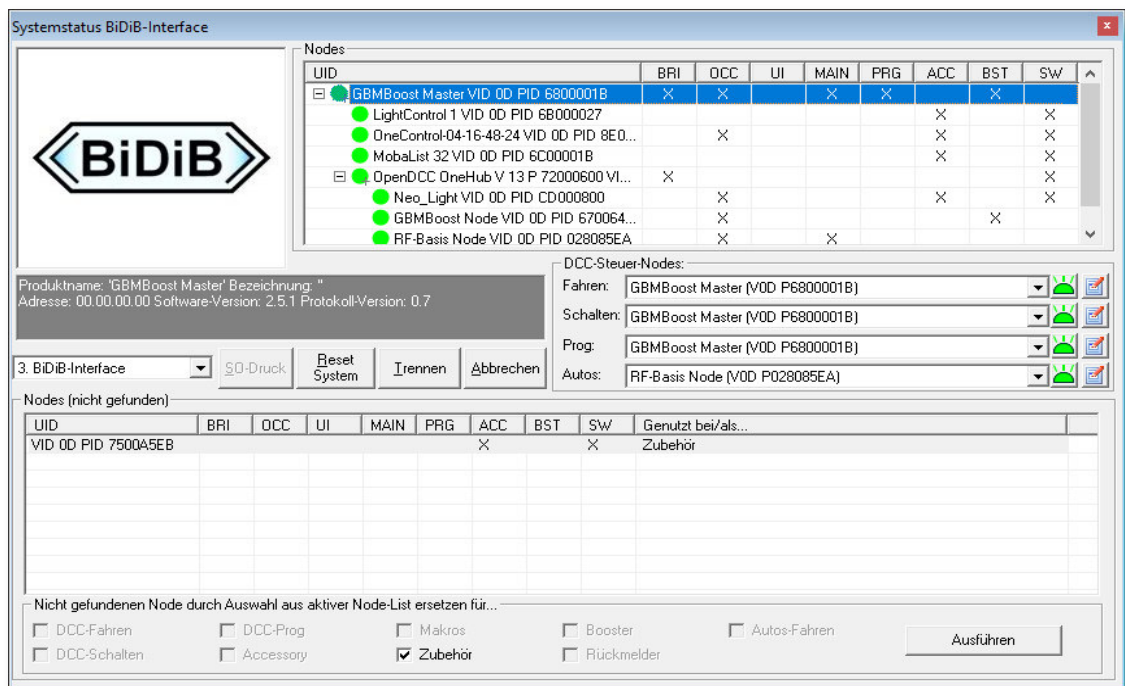 Systemstatus BiDiB-Interface
BiDiB
Nodes
UID BRI OCC UI MAIN PRG ACC BST SW
GBMBoost Master VID 0D PID 6800001B X X X X X
LightControl 1 VID 0D PID 6B000027 X X
OneControl-04-16-48-24 VID 0D PID 8E0... X X X
MobaList 32 VID 0D PID 6C00001B X X
OpenDCC OneHub V 13 P 72000600 VI... X X
Neo_Light VID 0D PID CD000800 X X X
GBMBoost Node VID 0D PID 670064... X X
RF-Basis Node VID 0D PID 028085EA X X
Produktname: 'GBMBoost Master' Bezeichnung: ''
Adresse: 00.00.00.00 Software-Version: 2.5.1 Protokoll-Version: 0.7
DCC-Steuer-Nodes:
Fahren: GBMBoost Master (V0D P6800001B)
Schalten: GBMBoost Master (V0D P6800001B)
Prog: GBMBoost Master (V0D P6800001B)
Autos: RF-Basis Node (V0D P028085EA)
3. BiDiB-Interface
SO-Druck
Reset
System
Trennen
Abbrechen
Nodes (nicht gefunden)
UID BRI OCC UI MAIN PRG ACC BST SW Genutzt bei/als...
VID 0D PID 7500A5EB X X Zubehör
Nicht gefundenen Node durch Auswahl aus aktiver Node-List ersetzen für...
DCC-Fahren DCC-Prog Makros Booster Autos-Fahren
DCC-Schalten Accessory Zubehör Rückmelder
Ausführen